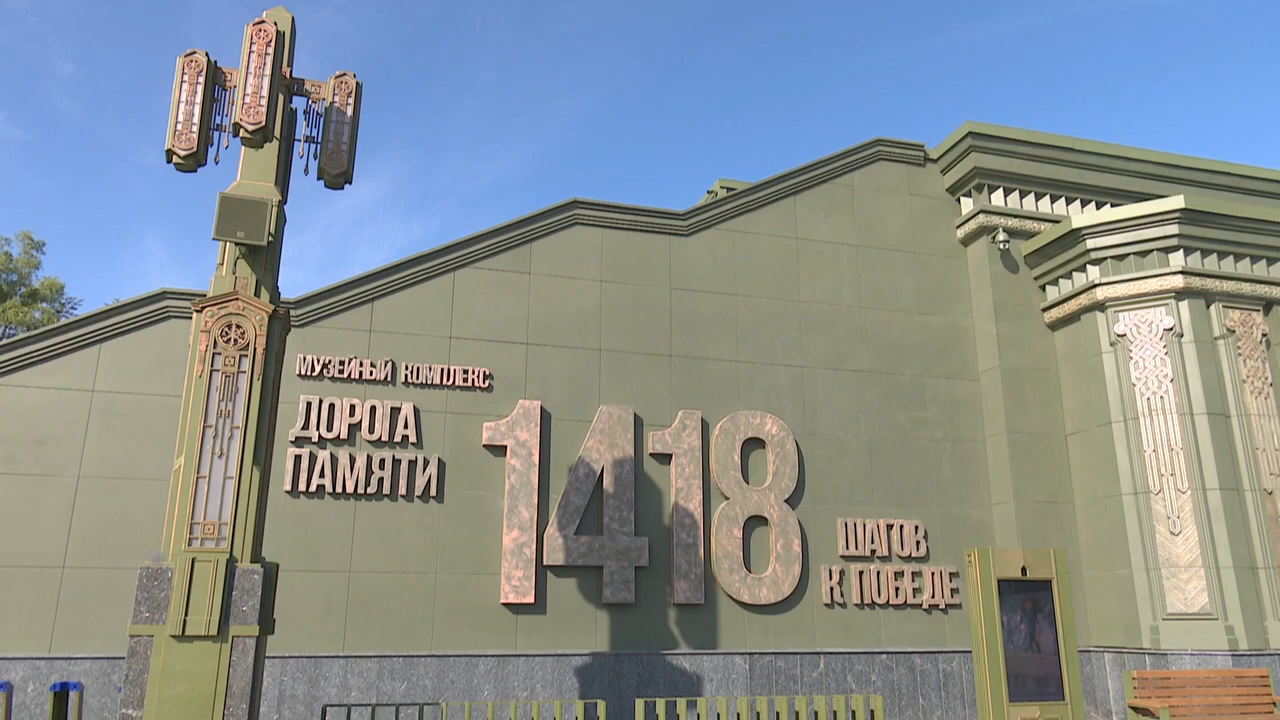 МУЗЕЙНЫЙ КОМПЛЕКС
ДОРОГА
ПАМЯТИ
1418
ШАГОВ
К ПОБЕДЕ